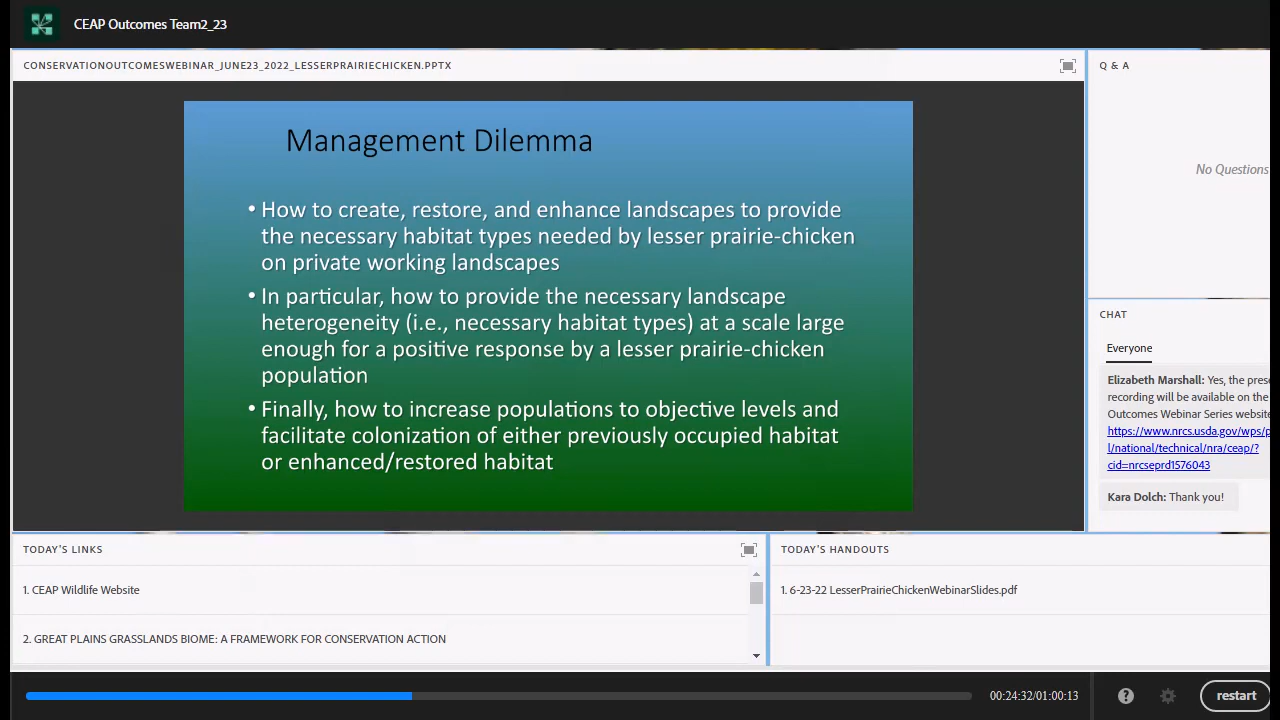 CEAP Outcomes Team2_23
CONSERVATIONOUTCOMESWEBINAR_JUNE23_2022_LESSERPRAIRIECHICKEN.PPTX
Management Dilemma
• How to create, restore, and enhance landscapes to provide
the necessary habitat types needed by lesser prairie-chicken
on private working landscapes
• In particular, how to provide the necessary landscape
heterogeneity (i.e., necessary habitat types) at a scale large
enough for a positive response by a lesser prairie-chicken
population
• Finally, how to increase populations to objective levels and
facilitate colonization of either previously occupied habitat
or enhanced/restored habitat
Q & A
No Questions
CHAT
Everyone
Elizabeth Marshall: Yes, the prese
recording will be available on the
Outcomes Webinar Series website
https://www.nrcs.usda.gov/wps/p
l/national/technical/nra/ceap/?
cid=nrcseprd1576043
Kara Dolch: Thank you!
TODAY'S LINKS
1. CEAP Wildlife Website
2. GREAT PLAINS GRASSLANDS BIOME: A FRAMEWORK FOR CONSERVATION ACTION
TODAY'S HANDOUTS
1. 6-23-22 LesserPrairieChickenWebinarSlides.pdf
00:24:32/01:00:13
?
restart